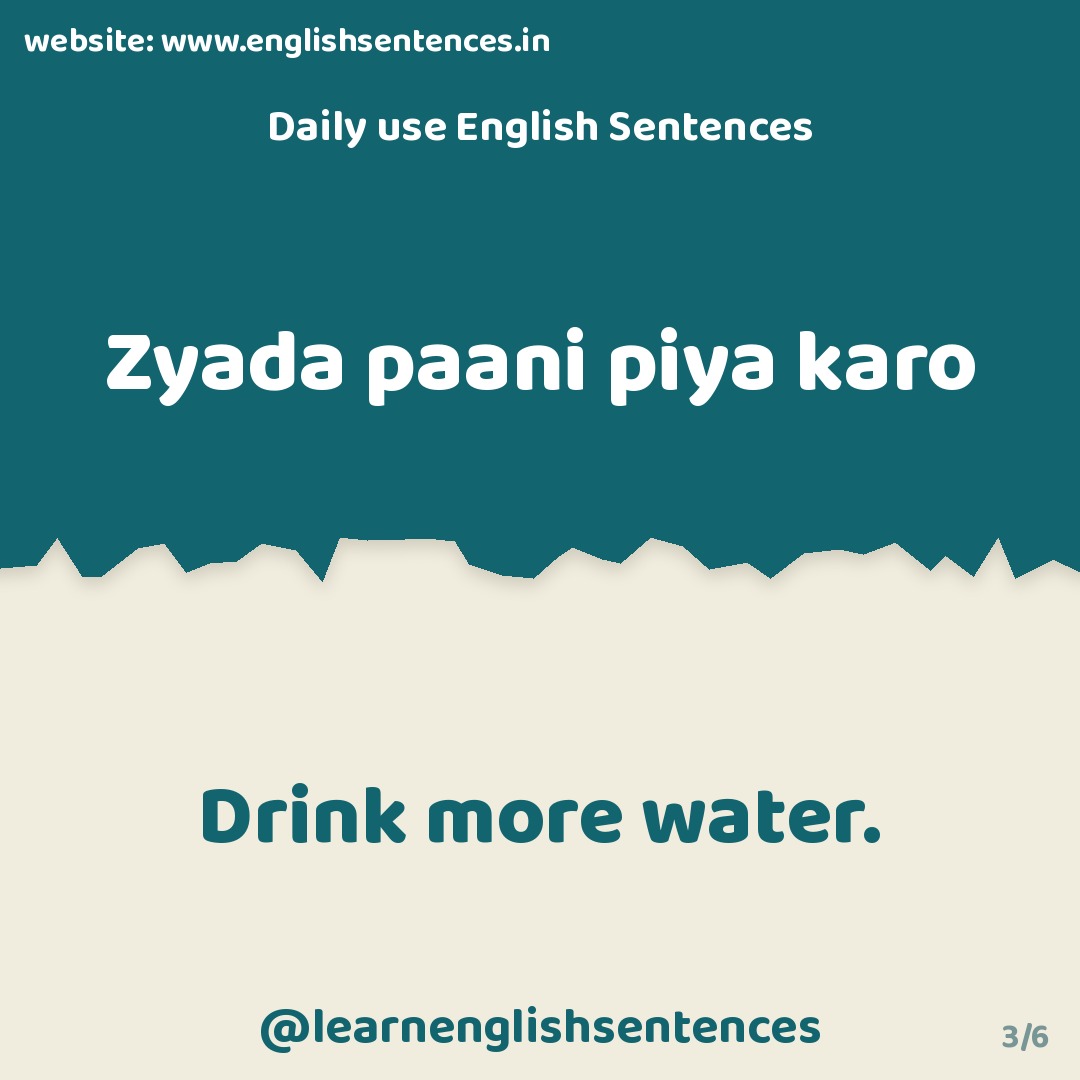 website: www.englishsentences.in
Daily use English Sentences
Zyada paani piya karo
Drink more water.
@learnenglishsentences
3/6